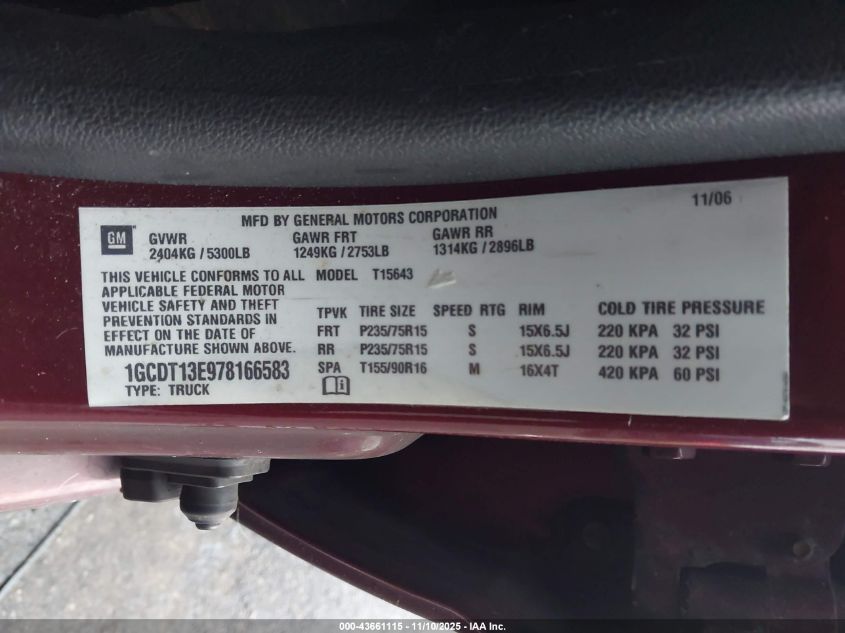 11/06
MFD BY GENERAL MOTORS CORPORATION
GM
GVWR GAWR FRT GAWR RR
2404KG / 5300LB 1249KG / 2753LB 1314KG / 2896LB
THIS VEHICLE CONFORMS TO ALL
APPLICABLE FEDERAL MOTOR
VEHICLE SAFETY AND THEFT
PREVENTION STANDARDS IN
EFFECT ON THE DATE OF
MANUFACTURE SHOWN ABOVE.
1GCDT13E978166583
TYPE: TRUCK
MODEL T15643
TPVK TIRE SIZE SPEED RTG RIM COLD TIRE PRESSURE
FRT P235/75R15 S 15X6.5J 220 KPA 32 PSI
RR P235/75R15 S 15X6.5J 220 KPA 32 PSI
SPA T155/90R16 M 16X4T 420 KPA 60 PSI
000-43661115 - 11/10/2025 - IAA Inc.